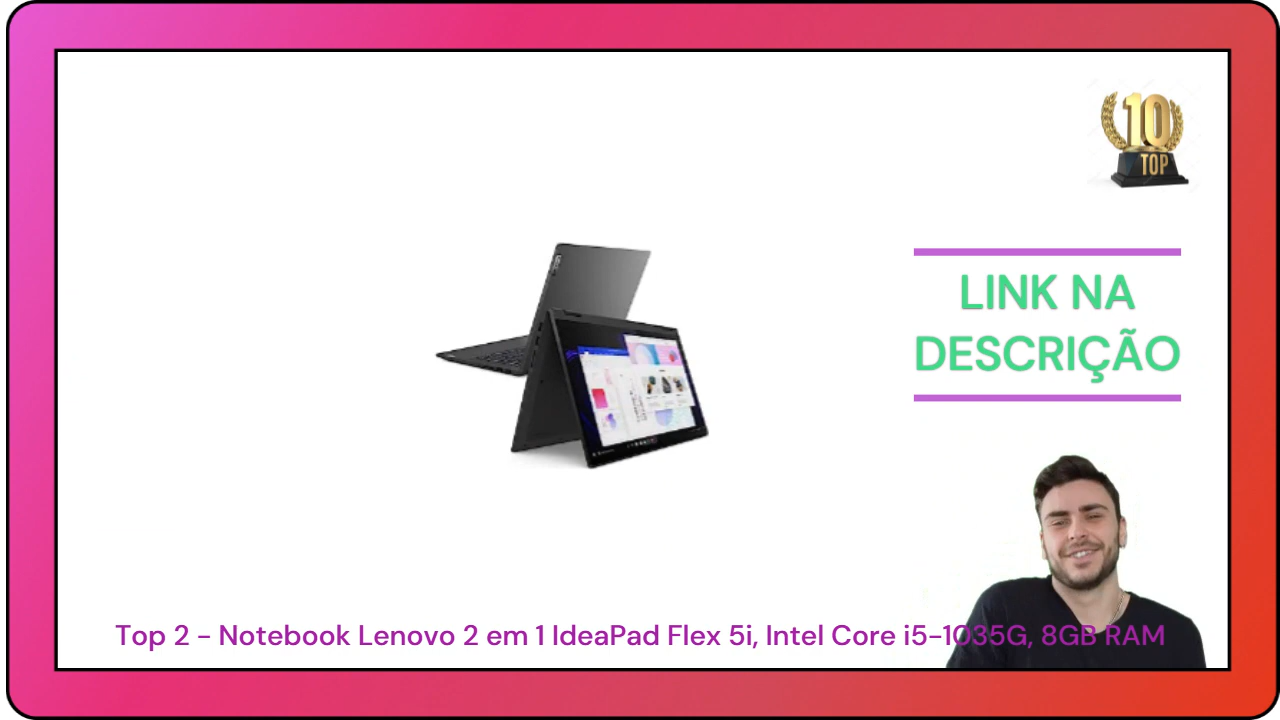 10
TOP
LINK NA
DESCRIÇÃO
Top 2 - Notebook Lenovo 2 em 1 IdeaPad Flex 5i, Intel Core i5-1035G, 8GB RAM